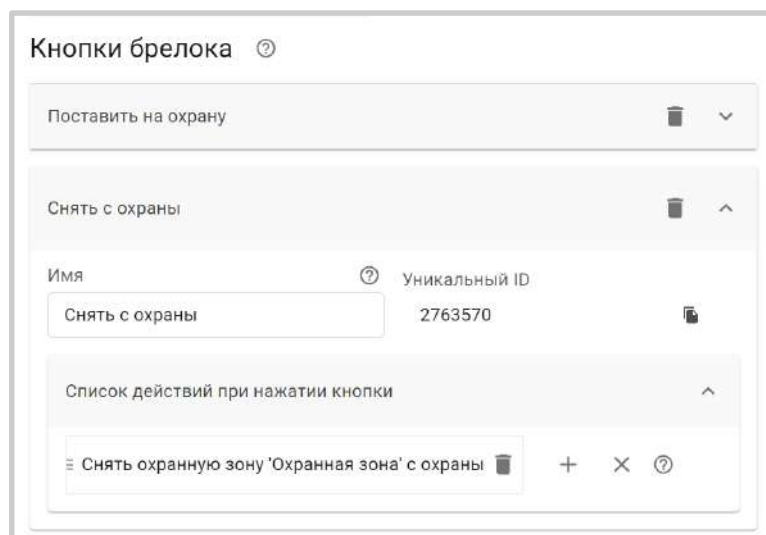 Кнопки брелока
Поставить на охрану
Снять с охраны
Имя Уникальный ID
Снять с охраны 2763570
Список действий при нажатии кнопки
Снять охранную зону 'Охранная зона' с охраны